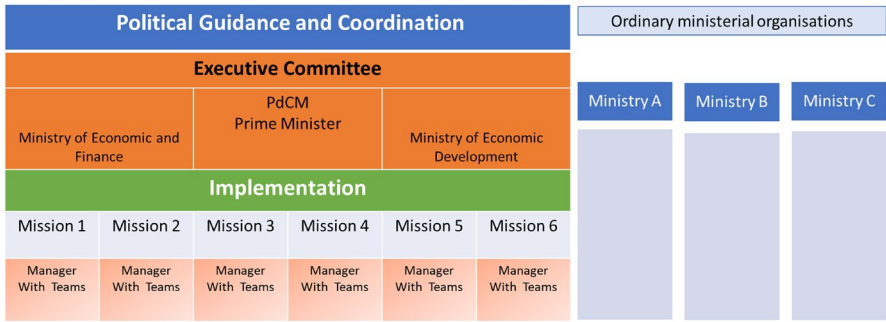 Political Guidance and Coordination
Ordinary ministerial organisations
Executive Committee
Ministry of Economic and
Finance
PdCM
Prime Minister
Ministry of Economic
Development
Ministry A
Ministry B
Ministry C
Implementation
Mission 1
Mission 2
Mission 3
Mission 4
Mission 5
Mission 6
Manager
With Teams
Manager
With Teams
Manager
With Teams
Manager
With Teams
Manager
With Teams
Manager
With Teams